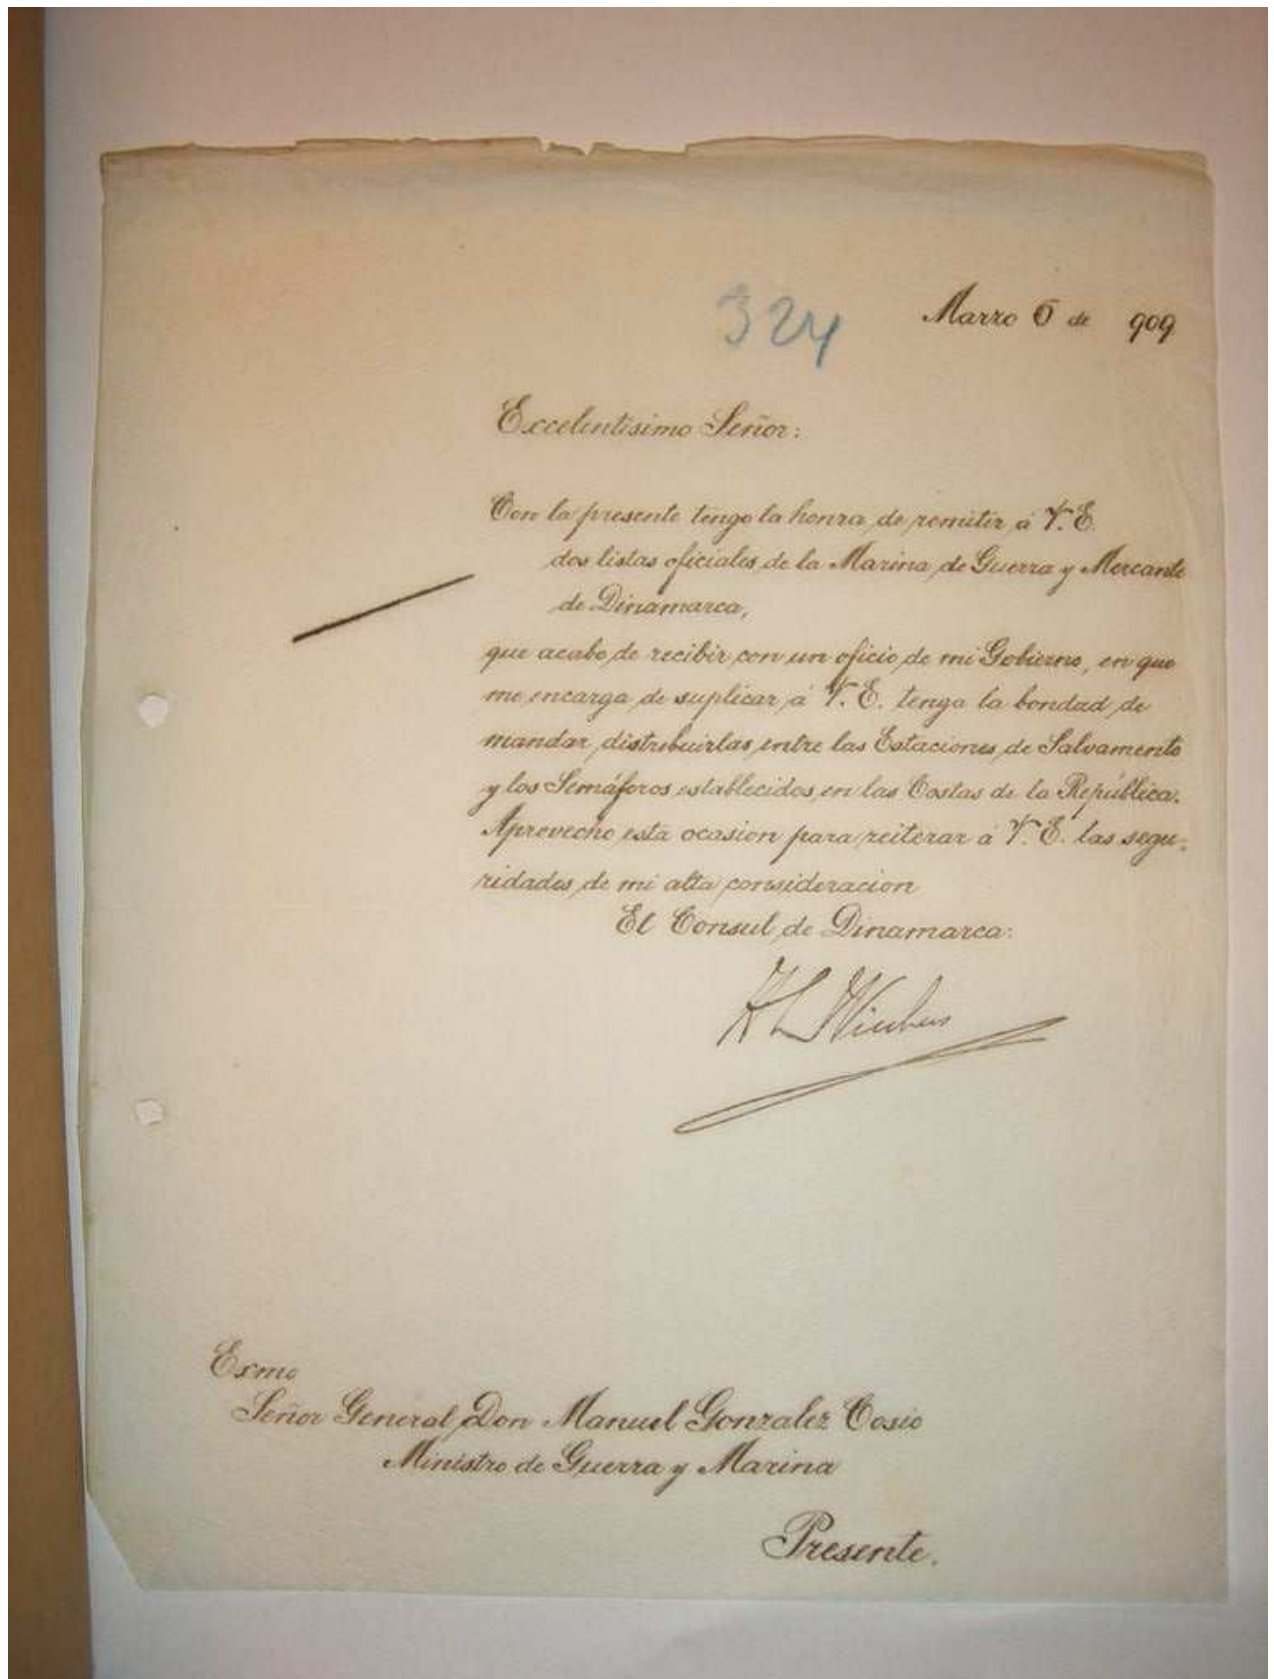 324
Marzo 6 de 909
Excelentísimo Señor:
Con la presente tengo la honra de remitir á V. E.
dos listas oficiales de la Marina de Guerra y Mercante
de Dinamarca,
que acabo de recibir con un oficio de mi Gobierno, en que
me encarga de suplicar á V. E. tenga la bondad de
mandar distribuirlas entre las Estaciones de Salvamento
y los Semáforos establecidos en las Costas de la República.
Aprovecho esta ocasion para reiterar á V. E. las segu-
ridades de mi alta consideracion
El Consul de Dinamarca:
Exmo
Señor General Don Manuel Gonzalez Cosio
Ministro de Guerra y Marina
Presente.